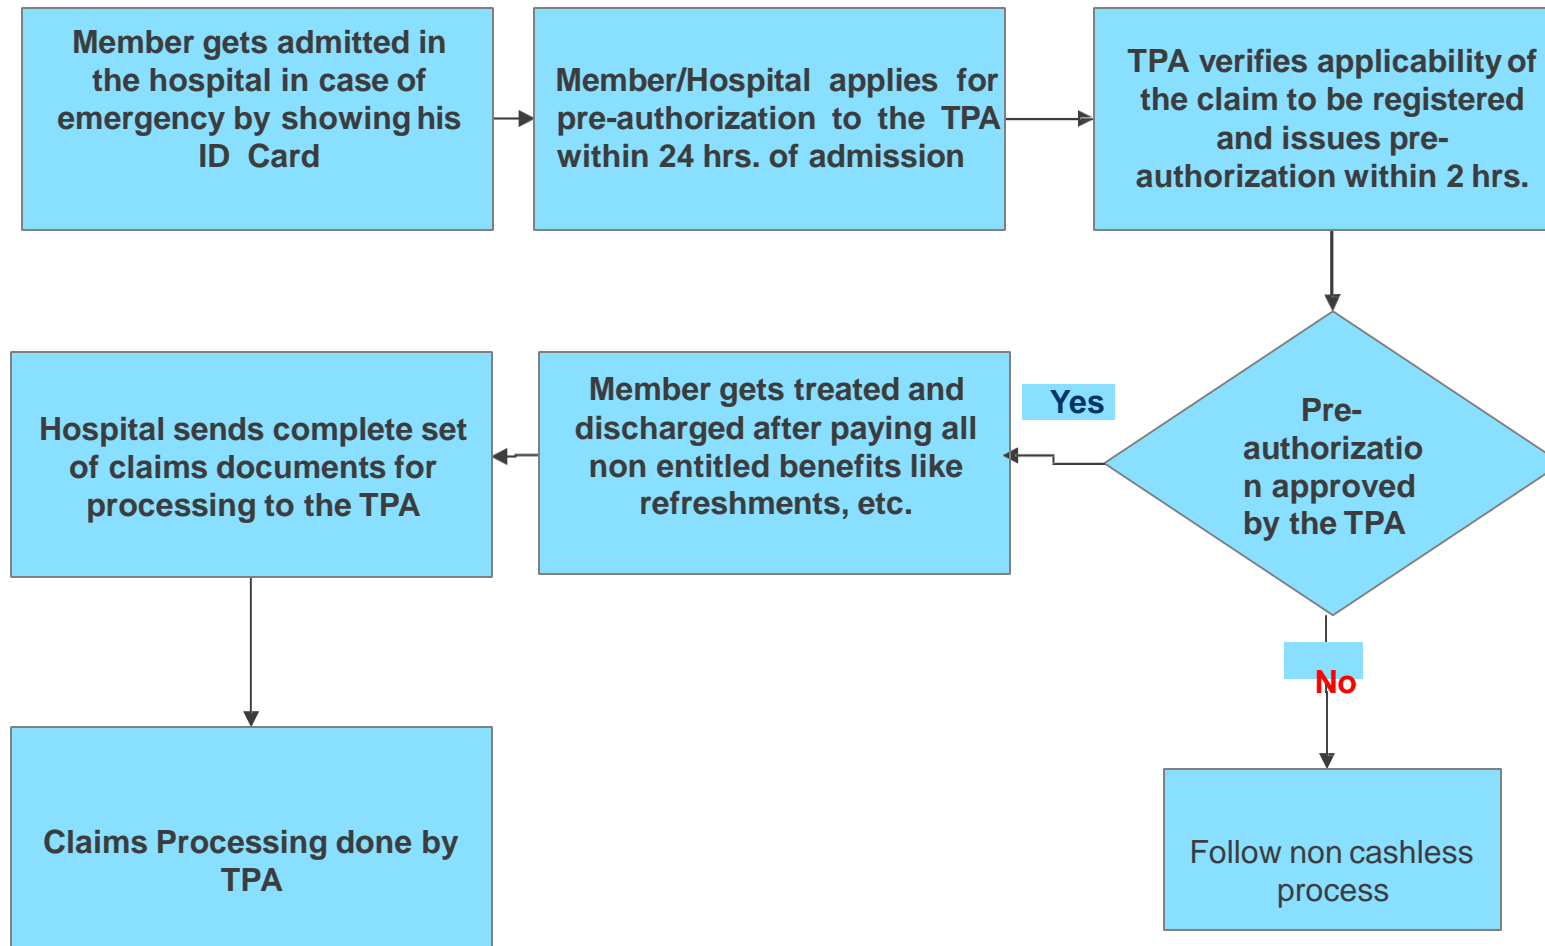 Member gets admitted in
the hospital in case of
emergency by showing his
ID Card
Member/Hospital applies for
pre-authorization to the TPA
within 24 hrs. of admission
TPA verifies applicability of
the claim to be registered
and issues pre-
authorization within 2 hrs.
Pre-
authorizatio
n approved
by the TPA
Yes
Member gets treated and
discharged after paying all
non entitled benefits like
refreshments, etc.
Hospital sends complete set
of claims documents for
processing to the TPA
Claims Processing done by
TPA
No
Follow non cashless
process